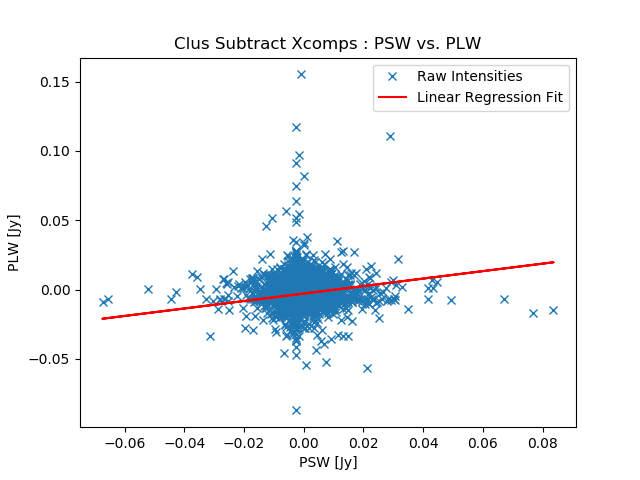 Clus Subtract Xcomps : PSW vs. PLW
Raw Intensities
Linear Regression Fit
0.15
0.10
0.05
0.00
−0.05
PLW [Jy]
−0.06 −0.04 −0.02 0.00 0.02 0.04 0.06 0.08
PSW [Jy]